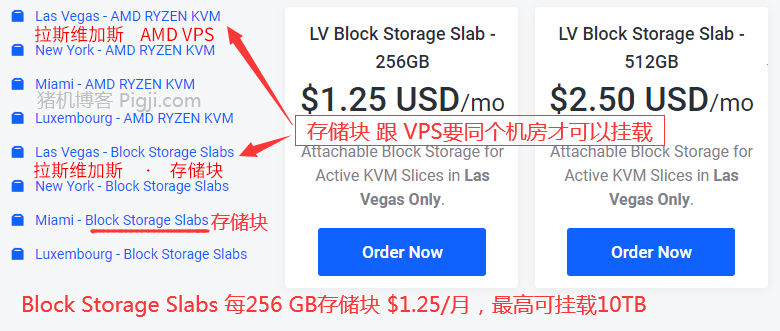 Las Vegas - AMD RYZEN KVM
拉斯维加斯 AMD VPS
New York - AMD RYZEN KVM
Miami - AMD RYZEN KVM
猪机博客 Pigji.com
Luxembourg - AMD RYZEN KVM
Las Vegas - Block Storage Slabs
拉斯维加斯 · 存储块
New York - Block Storage Slabs
Miami - Block Storage Slabs 存储块
Luxembourg - Block Storage Slabs
LV Block Storage Slab -
256GB
$1.25 USD/mo
存储块 跟 VPS要同个机房才可以挂载
Attachable Block Storage for
Active KVM Slices in Las
Vegas Only.
Order Now
LV Block Storage Slab -
512GB
$2.50 USD/mo
Attachable Block Storage for
Active KVM Slices in Las
Vegas Only.
Order Now
Block Storage Slabs 每256 GB存储块 $1.25/月，最高可挂载10TB